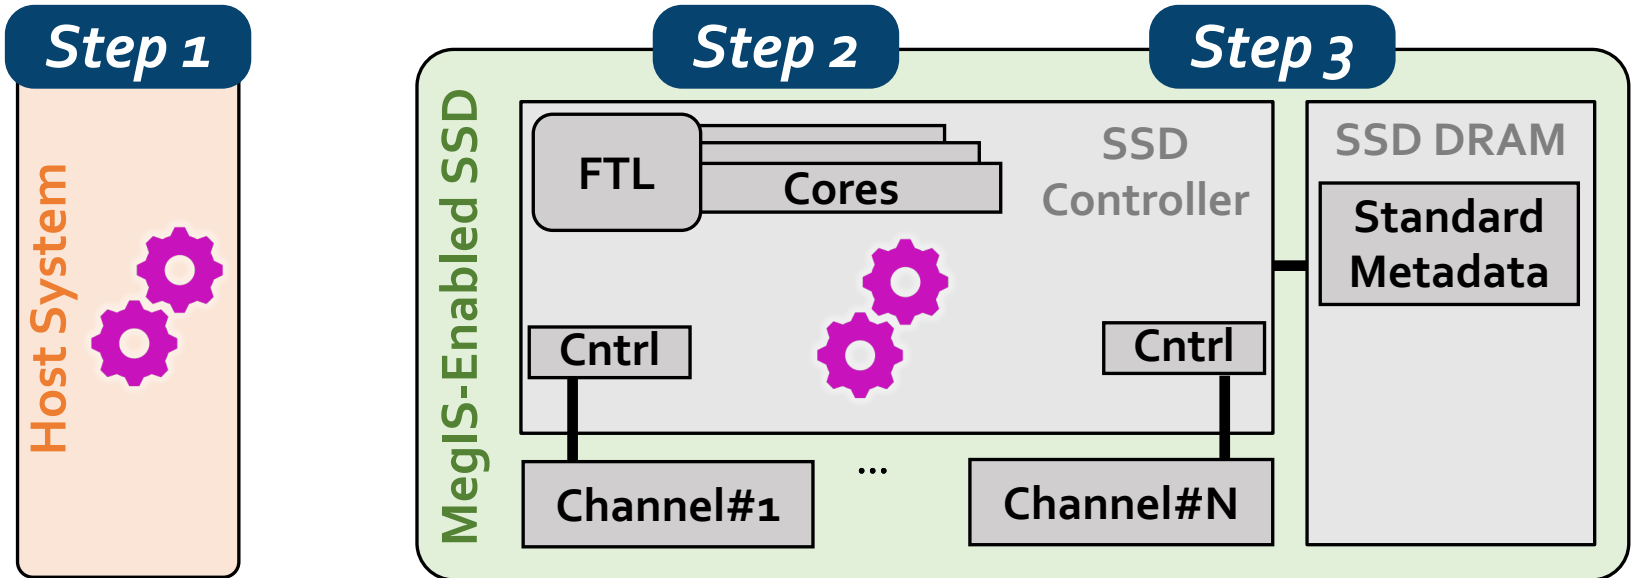 Step 1
Step 2
Step 3
Host System
MegIS-Enabled SSD
FTL
Cores
SSD
Controller
SSD DRAM
Standard
Metadata
Cntrl
Cntrl
Channel#1
...
Channel#N